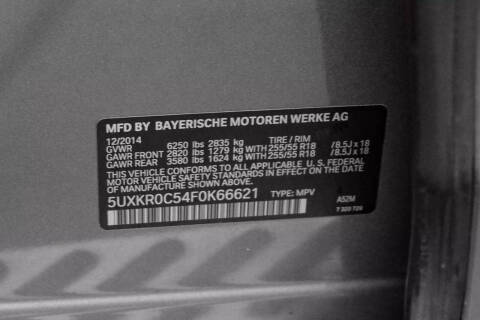 MFD BY BAYERISCHE MOTOREN WERKE AG
12/2014 TIRE / RIM
GVWR 6250 lbs 2835 kg
GAWR FRONT 2820 lbs 1279 kg WITH 255/55 R18 /8.5J x 18
GAWR REAR 3580 lbs 1624 kg WITH 255/55 R18 /8.5J x 18
THIS VEHICLE CONFORMS TO ALL APPLICABLE U. S. FEDERAL
MOTOR VEHICLE SAFETY STANDARDS IN EFFECT ON THE DATE
OF MANUFACTURE SHOWN ABOVE.
5UXKR0C54F0K66621 TYPE: MPV
A52M
7 320 726